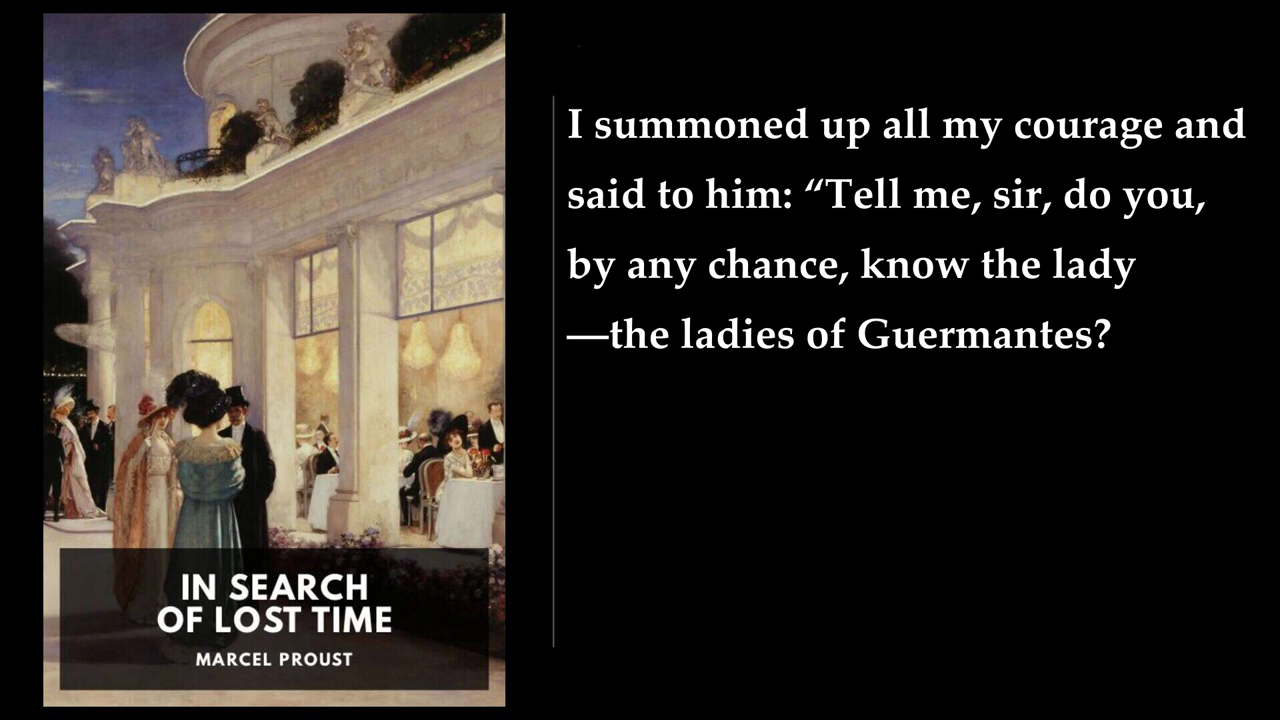 IN SEARCH
OF LOST TIME
MARCEL PROUST
I summoned up all my courage and
said to him: “Tell me, sir, do you,
by any chance, know the lady
—the ladies of Guermantes?